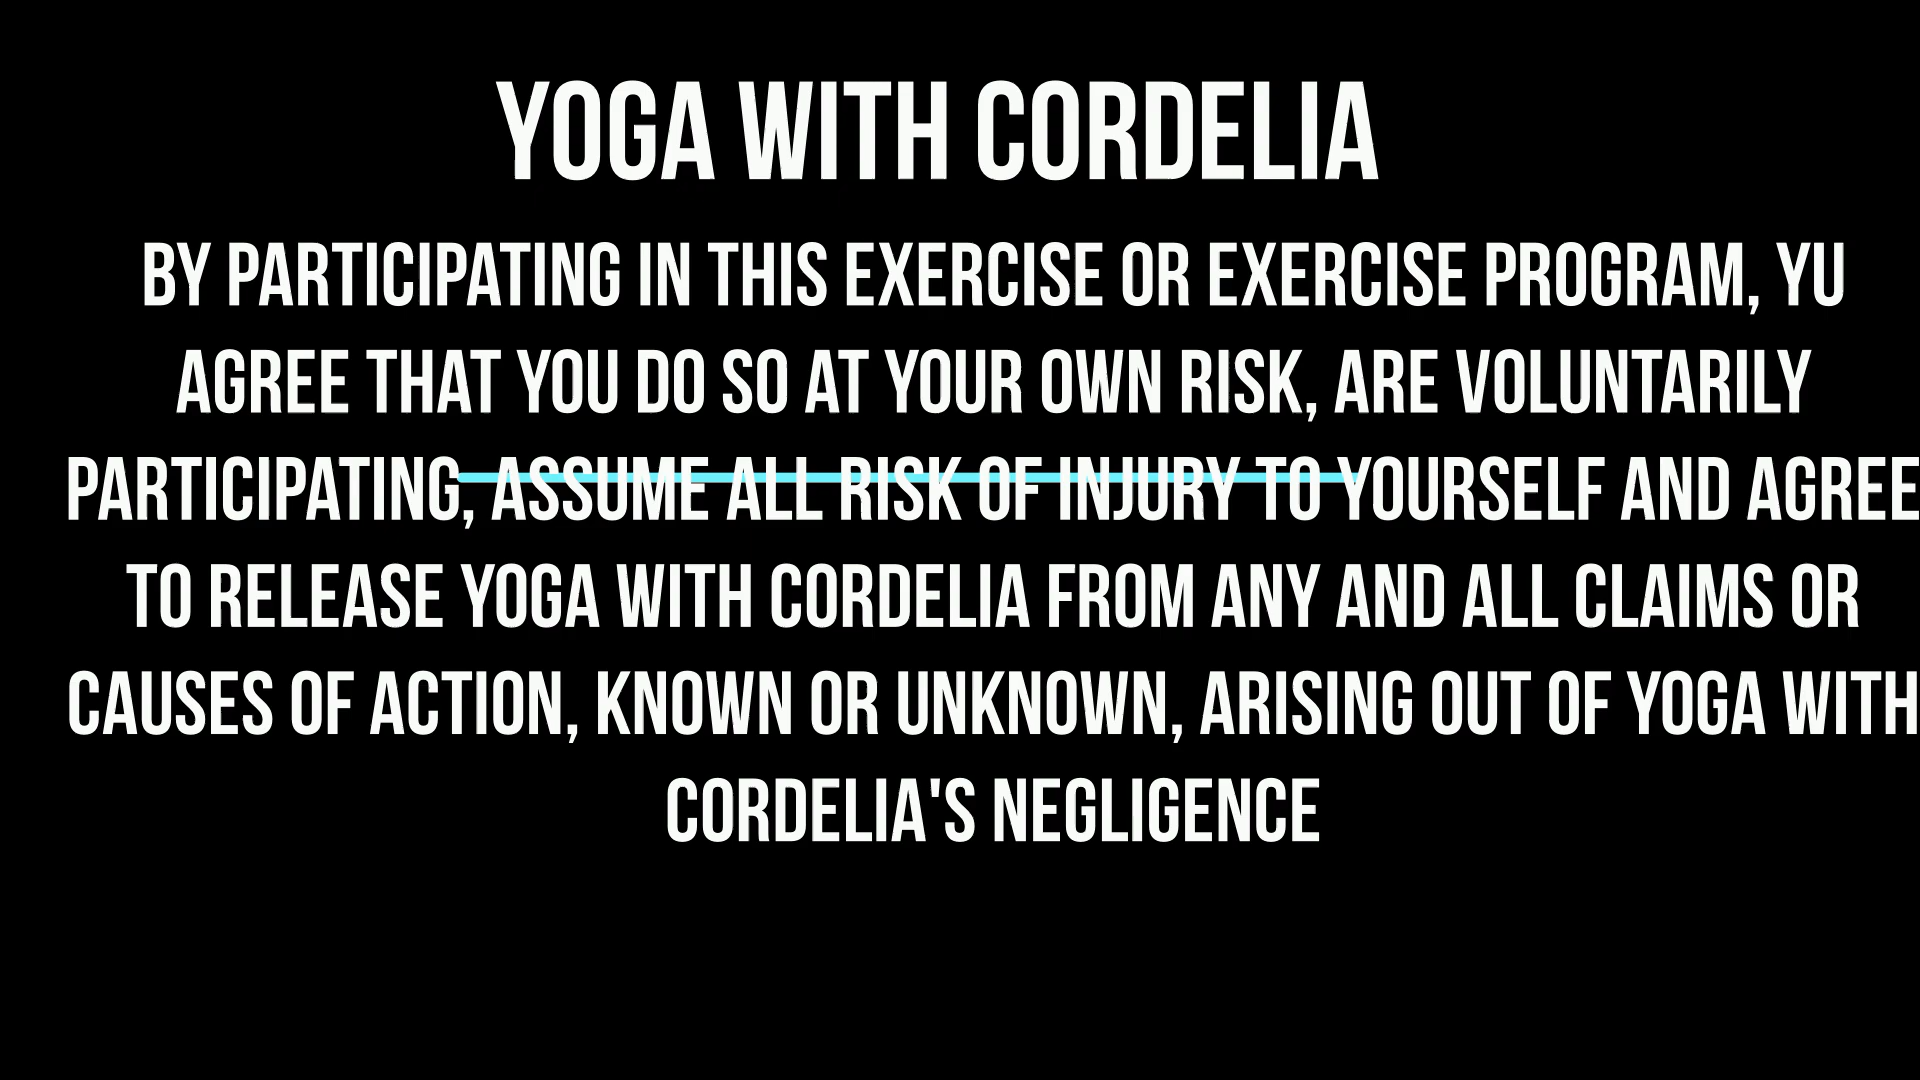 YOGA WITH CORDELIA
BY PARTICIPATING IN THIS EXERCISE OR EXERCISE PROGRAM, YU
AGREE THAT YOU DO SO AT YOUR OWN RISK, ARE VOLUNTARILY
PARTICIPATING, ASSUME ALL RISK OF INJURY TO YOURSELF AND AGREE
TO RELEASE YOGA WITH CORDELIA FROM ANY AND ALL CLAIMS OR
CAUSES OF ACTION, KNOWN OR UNKNOWN, ARISING OUT OF YOGA WITH
CORDELIA'S NEGLIGENCE